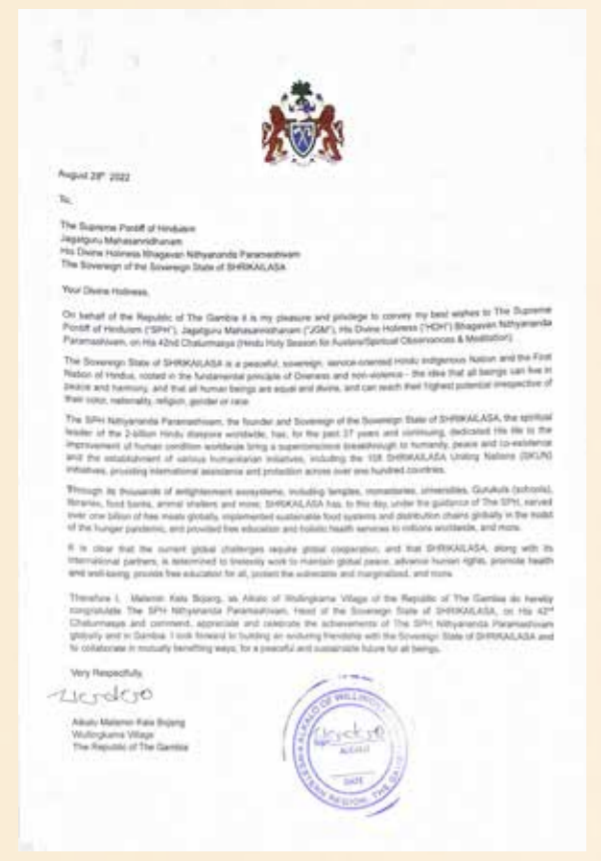 August 29th 2022
To,
The Supreme Pontiff of Hinduism
Jagatguru Mahasannidhanam
His Divine Holiness Bhagavan Nithyananda Paramashivam
The Sovereign of the Sovereign State of SHRIKAILASA
Your Divine Holiness,
On behalf of the Republic of The Gambia it is my pleasure and privilege to convey my best wishes to The Supreme
Pontiff of Hinduism ("SPH"), Jagatguru Mahasannidhanam ("JGM"), His Divine Holiness ("HDH") Bhagavan Nithyananda
Paramashivam, on His 42nd Chaturmasya (Hindu Holy Session for Austere/Spiritual Observances & Meditation).
The Sovereign State of SHRIKAILASA is a peaceful, sovereign, service-oriented Hindu Indigenous Nation and the First
Nation of Hindus, rooted in the fundamental principle of Oneness and non-violence - the idea that all beings can live in
peace and harmony, and that all human beings are equal and divine, and can reach their highest potential irrespective of
their color, nationality, religion, gender or race.
The SPH Nithyananda Paramashivam, the founder and Sovereign of the Sovereign State of SHRIKAILASA, the spiritual
leader of the 2-billion Hindu diaspora worldwide, has, for the past 27 years and continuing, dedicated His life to the
improvement of human condition worldwide bring a superconscious breakthrough to humanity, peace and co-existence
and the establishment of various humanitarian initiatives, including the 108 SHRIKAILASA Uniting Nations (SKUN)
initiatives, providing international assistance and protection across over one hundred countries.
Through its thousands of enlightenment ecosystems, including temples, monasteries, universities, Gurukuls (schools),
libraries, food banks, animal shelters and more, SHRIKAILASA has, to this day, under the guidance of The SPH, served
over one billion of free meals globally, implemented sustainable food systems and distribution chains globally in the midst
of the hunger pandemic, and provided free education and holistic health services to millions worldwide, and more.
It is clear that the current global challenges require global cooperation, and that SHRIKAILASA, along with its
international partners, is determined to tirelessly work to maintain global peace, advance human rights, promote health
and well-being, provide free education for all, protect the vulnerable and marginalised, and more.
Therefore I, Malamin Kala Bojang, as Alkalo of Wullingkama Village of the Republic of The Gambia do hereby
congratulate The SPH Nithyananda Paramashivam, Head of the Sovereign State of SHRIKAILASA, on His 42nd
Chaturmasya and commend, appreciate and celebrate the achievements of The SPH Nithyananda Paramashivam
globally and in Gambia. I look forward to building an enduring friendship with the Sovereign State of SHRIKAILASA and
to collaborate in mutually benefitting ways, for a peaceful and sustainable future for all beings.
Very Respectfully,
Alkalo Malamin Kala Bojang
Wullingkama Village
The Republic of The Gambia
ALKALO OF
ALKALO
DATE
WESTERN REGION, THE